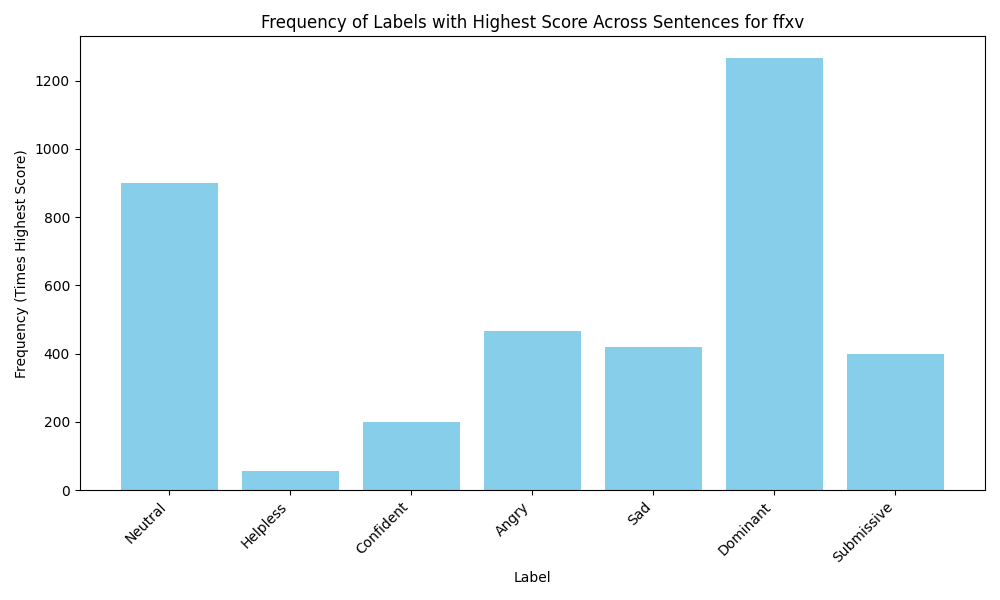 Frequency of Labels with Highest Score Across Sentences for ffxv
Frequency (Times Highest Score)
1200
1000
800
600
400
200
0
Neutral
Helpless
Confident
Angry
Sad
Dominant
Submissive
Label